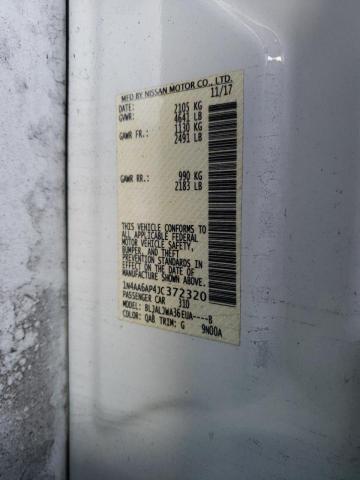 MFD BY NISSAN MOTOR CO., LTD.
11/17
GVWR: 2105 KG
4641 LB
GAWR FR: 1130 KG
2491 LB
GAWR RR: 990 KG
2183 LB
THIS VEHICLE CONFORMS TO
ALL APPLICABLE FEDERAL
MOTOR VEHICLE SAFETY,
BUMPER, AND THEFT
PREVENTION STANDARDS IN
EFFECT ON THE DATE OF
MANUFACTURE SHOWN ABOVE.
1N4AA6AP4JC372320
PASSENGER CAR 310
MODEL: BLJALJWA36EUA----B
COLOR: QAB TRIM: G 9N00A